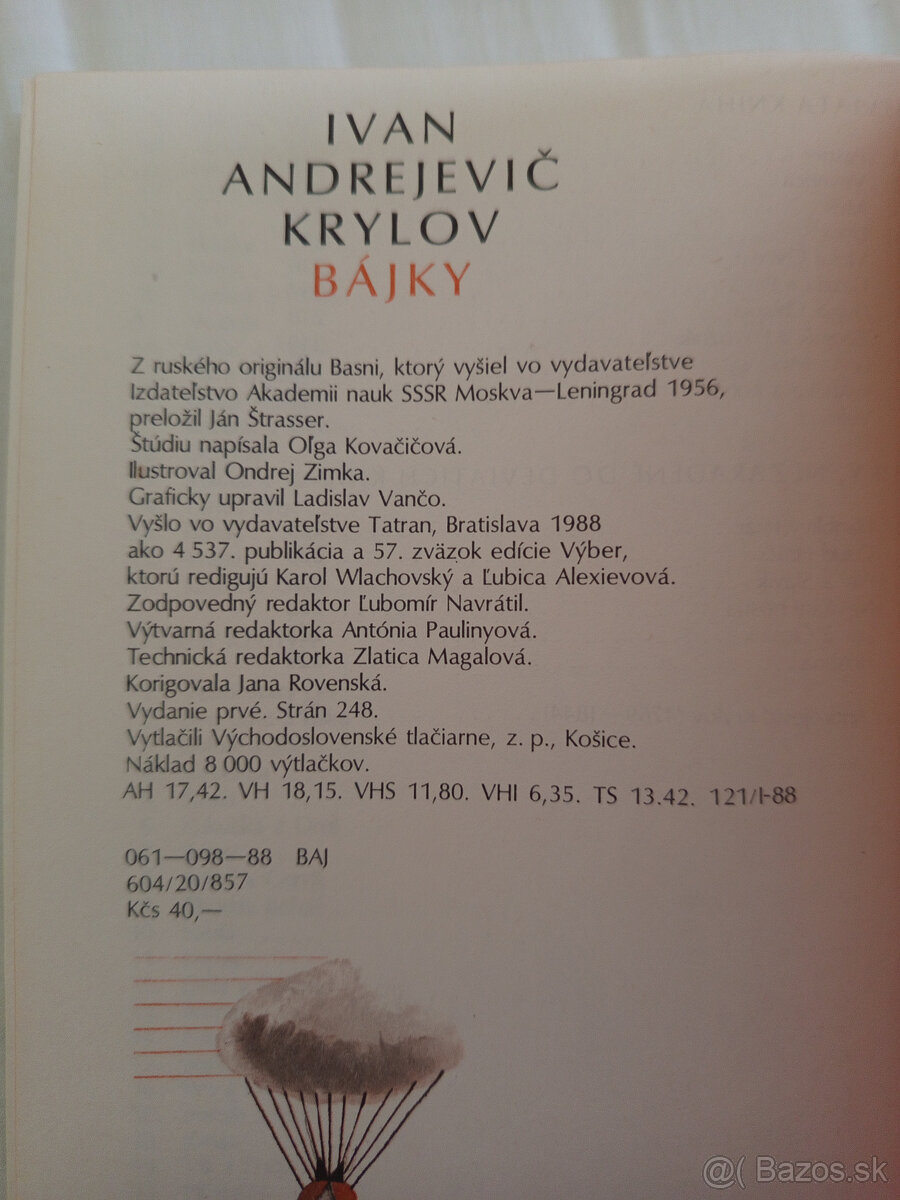 IVAN
ANDREJEVIČ
KRYLOV
BÁJKY
Z ruského originálu Basni, ktorý vyšiel vo vydavateľstve
Izdateľstvo Akademii nauk SSSR Moskva—Leningrad 1956,
preložil Ján Štrasser.
Štúdiu napísala Oľga Kovačičová.
Ilustroval Ondrej Zimka.
Graficky upravil Ladislav Vančo.
Vyšlo vo vydavateľstve Tatran, Bratislava 1988
ako 4 537. publikácia a 57. zväzok edície Výber,
ktorú redigujú Karol Wlachovský a Ľubica Alexievová.
Zodpovedný redaktor Ľubomír Navrátil.
Výtvarná redaktorka Antónia Paulinyová.
Technická redaktorka Zlatica Magalová.
Korigovala Jana Rovenská.
Vydanie prvé. Strán 248.
Vytlačili Východoslovenské tlačiarne, z. p., Košice.
Náklad 8 000 výtlačkov.
AH 17,42. VH 18,15. VHS 11,80. VHI 6,35. TS 13.42. 121/I-88
061—098—88 BAJ
604/20/857
Kčs 40,—
@( Bazos.sk